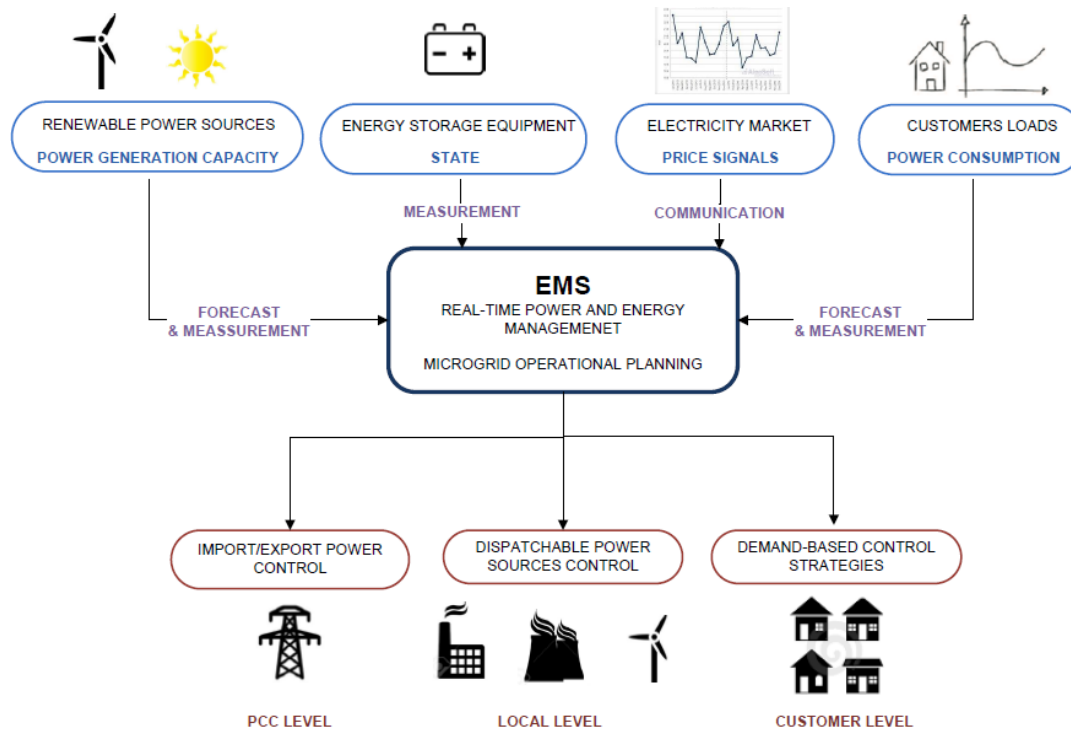 RENEWABLE POWER SOURCES
POWER GENERATION CAPACITY
ENERGY STORAGE EQUIPMENT
STATE
ELECTRICITY MARKET
PRICE SIGNALS
CUSTOMERS LOADS
POWER CONSUMPTION
MEASUREMENT
COMMUNICATION
FORECAST
& MEASSUREMENT
EMS
REAL-TIME POWER AND ENERGY
MANAGEMENET
MICROGRID OPERATIONAL PLANNING
FORECAST
& MEASUREMENT
IMPORT/EXPORT POWER
CONTROL
DISPATCHABLE POWER
SOURCES CONTROL
DEMAND-BASED CONTROL
STRATEGIES
PCC LEVEL
LOCAL LEVEL
CUSTOMER LEVEL